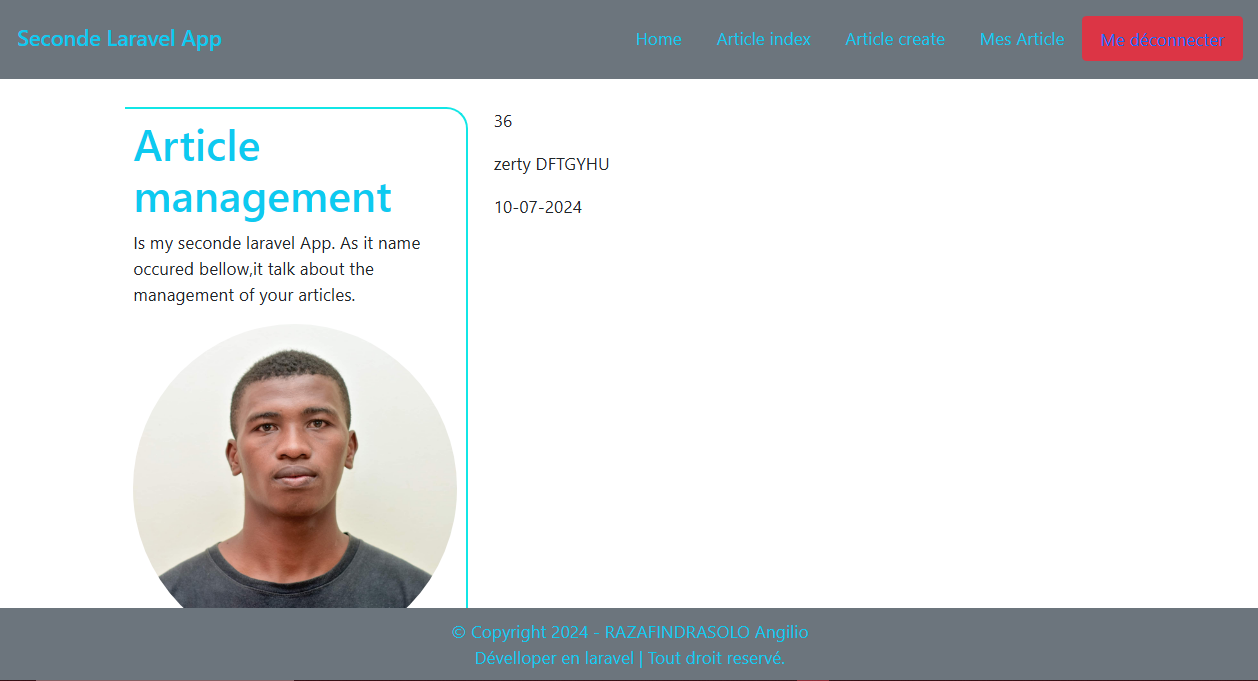 Seconde Laravel App
Home Article index Article create Mes Article Me déconnecter
Article
management
Is my seconde laravel App. As it name
occured bellow,it talk about the
management of your articles.
36
zerty DFTGYHU
10-07-2024
© Copyright 2024 - RAZAFINDRASOLO Angilio
Dévelloper en laravel | Tout droit reservé.